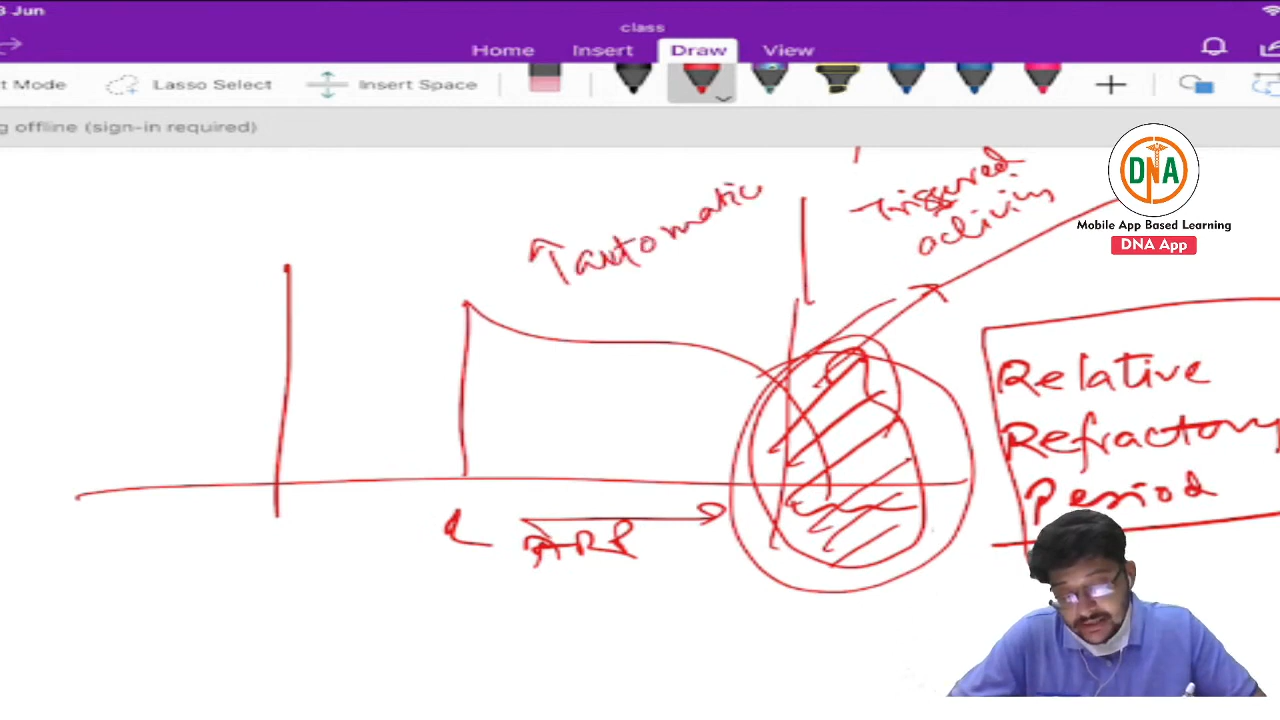 3 Jun
class
Home Insert Draw View
t Mode Lasso Select Insert Space
g offline (sign-in required)
DNA
Mobile App Based Learning
DNA App
↑ automatic
Triggered
activity
Relative
Refractory
Period
ARP